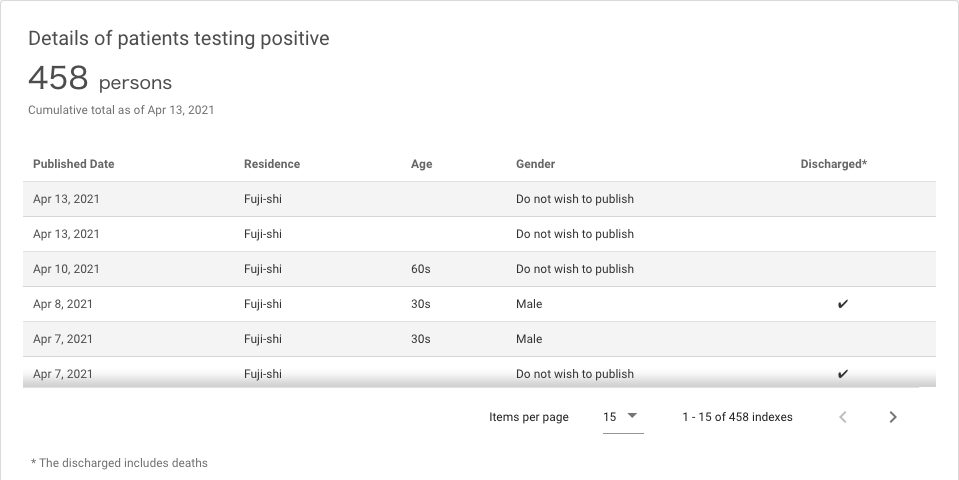 Details of patients testing positive
458 persons
Cumulative total as of Apr 13, 2021
Published Date Residence Age Gender Discharged*
Apr 13, 2021 Fuji-shi Do not wish to publish
Apr 13, 2021 Fuji-shi Do not wish to publish
Apr 10, 2021 Fuji-shi 60s Do not wish to publish
Apr 8, 2021 Fuji-shi 30s Male ✔
Apr 7, 2021 Fuji-shi 30s Male
Apr 7, 2021 Fuji-shi Do not wish to publish ✔
Items per page 15 1 - 15 of 458 indexes
* The discharged includes deaths